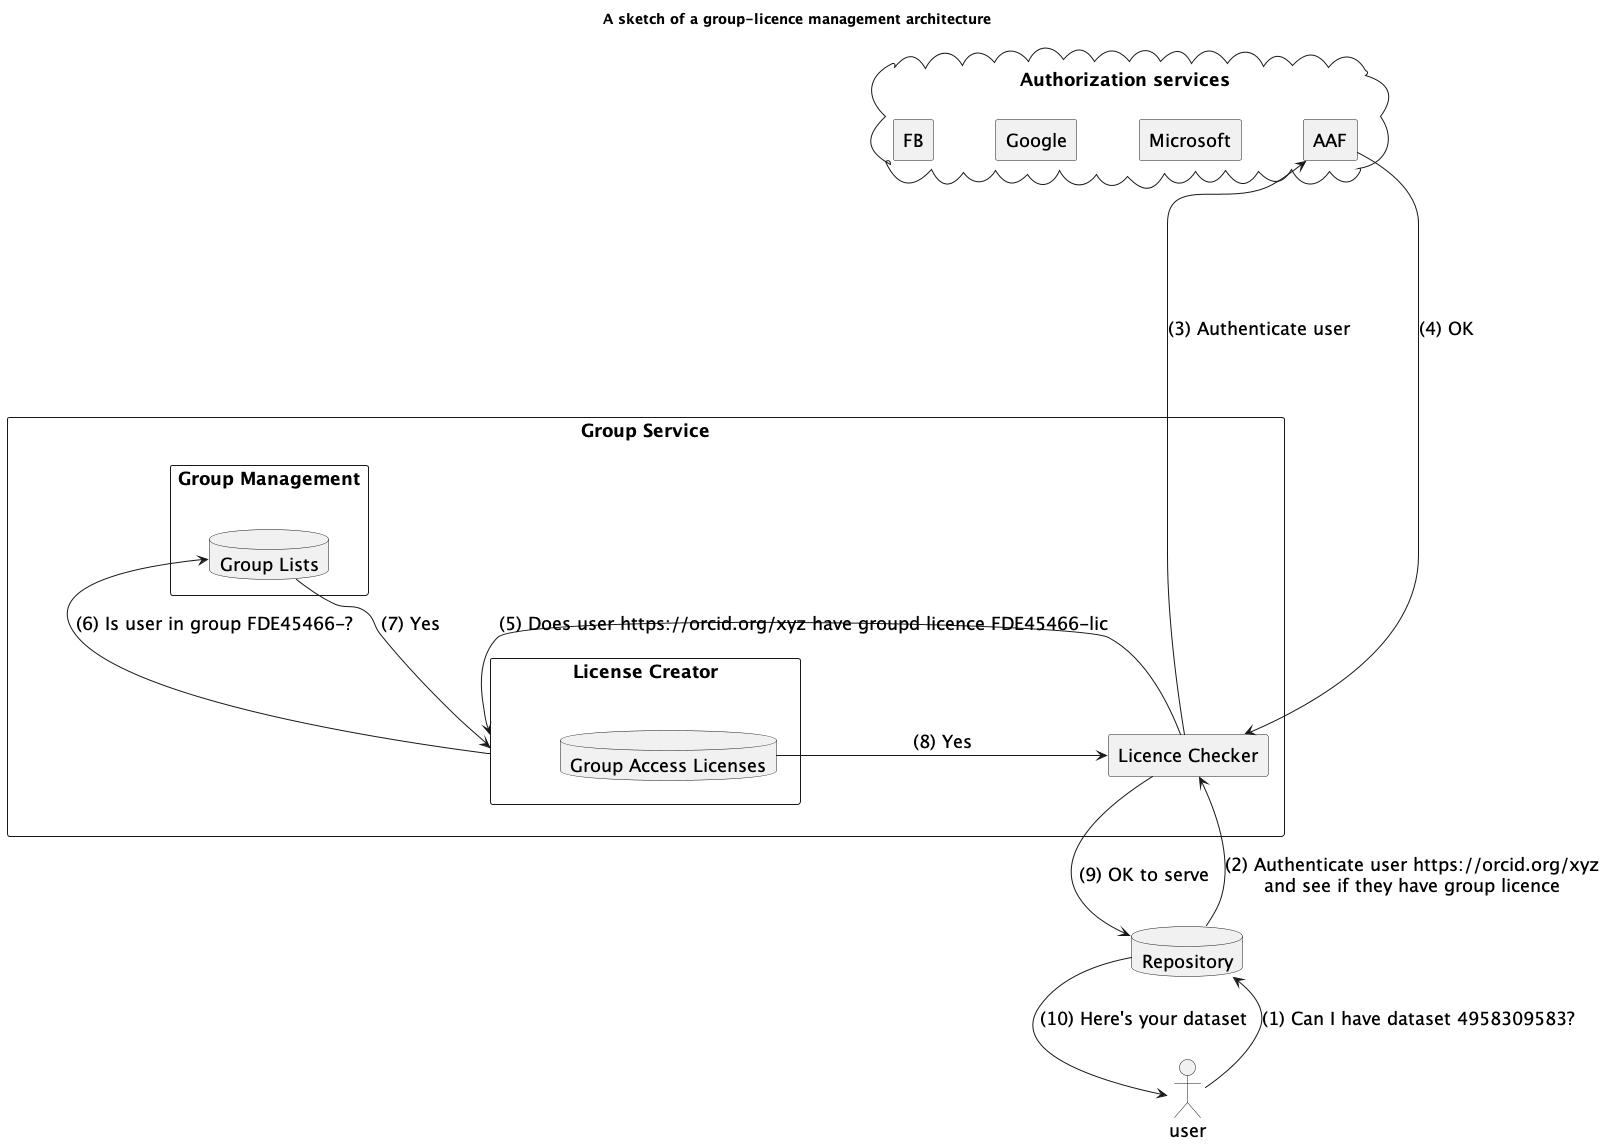 A sketch of a group-licence management architecture
Authorization services
FB
Google
Microsoft
AAF
(3) Authenticate user
(4) OK
Group Service
Group Management
Group Lists
(6) Is user in group FDE45466-?
(7) Yes
(5) Does user https://orcid.org/xyz have groupd licence FDE45466-lic
License Creator
Group Access Licenses
(8) Yes
Licence Checker
(9) OK to serve
(2) Authenticate user https://orcid.org/xyz
and see if they have group licence
Repository
(10) Here's your dataset
(1) Can I have dataset 4958309583?
user